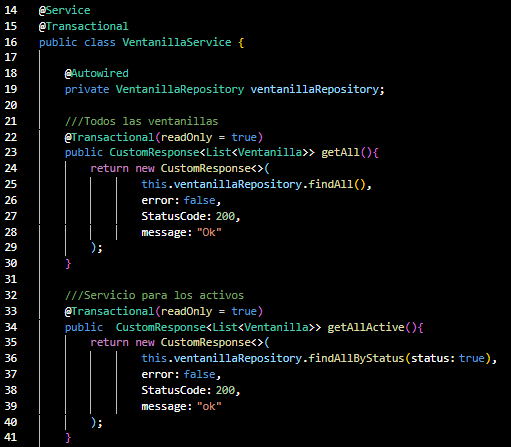 14 @Service
15 @Transactional
16 public class VentanillaService {
17
18     @Autowired
19     private VentanillaRepository ventanillaRepository;
20
21     ///Todos las ventanillas
22     @Transactional(readOnly = true)
23     public CustomResponse<List<Ventanilla>> getAll(){
24         return new CustomResponse<>(
25                 this.ventanillaRepository.findAll(),
26                 error: false,
27                 StatusCode: 200,
28                 message: "Ok"
29         );
30     }
31
32     ///Servicio para los activos
33     @Transactional(readOnly = true)
34     public  CustomResponse<List<Ventanilla>> getAllActive(){
35         return new CustomResponse<>(
36                 this.ventanillaRepository.findAllByStatus(status: true),
37                 error: false,
38                 StatusCode: 200,
39                 message: "ok"
40         );
41     }